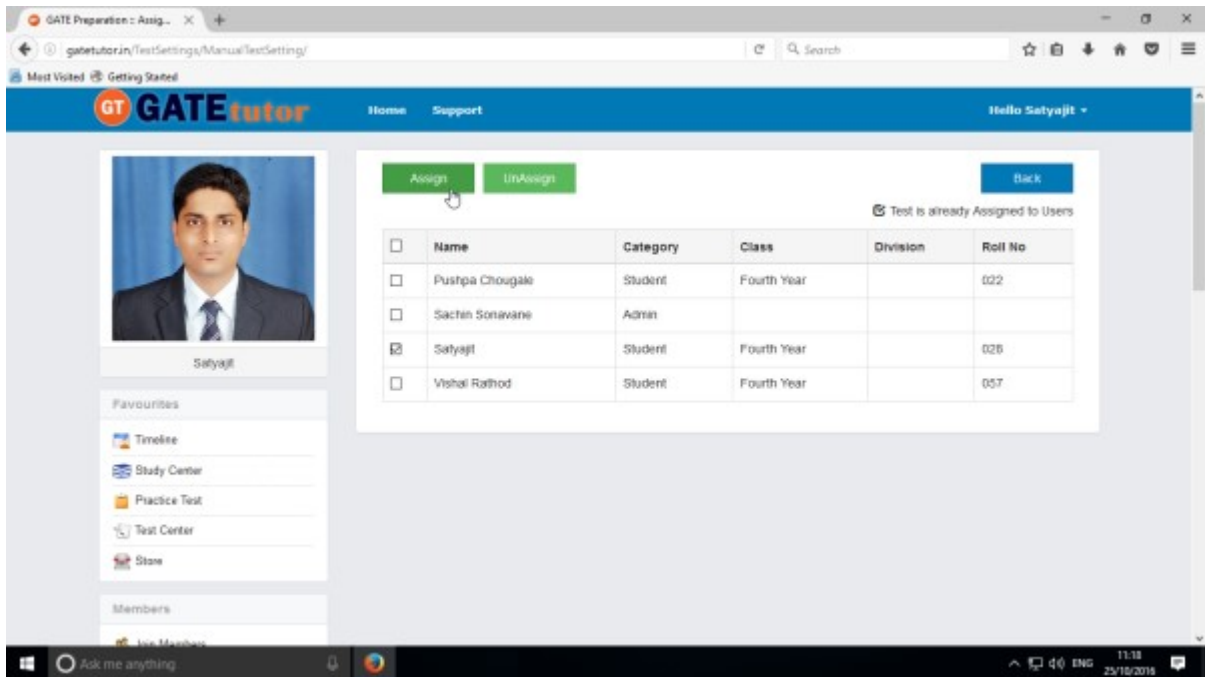 GATE Preparation :: Assig...
gatetutor.in/TestSettings/ManualTestSetting/
Search
Most Visited Getting Started
GT GATEtutor Home Support Hello Satyajit
Assign UnAssign Back
Test is already Assigned to Users
Name Category Class Division Roll No
Pushpa Chougale Student Fourth Year 022
Sachin Sonavane Admin
Satyajit Student Fourth Year 028
Vishal Rathod Student Fourth Year 057
Satyajit
Favourites
Timeline
Study Center
Practice Test
Test Center
Store
Members
Join Members
Ask me anything
ENG 11:18
25/10/2016